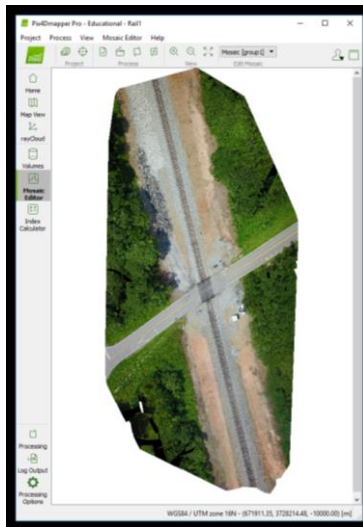 Pix4Dmapper Pro - Educational - Rail1
Project Process View Mosaic Editor Help
Project
Process
View
Mosaic [group1]
Edit Mosaic
Home
Map View
rayCloud
Volumes
Mosaic
Editor
Index
Calculator
Processing
Log Output
Processing
Options
WGS84 / UTM zone 16N - (671911.35, 3728214.48, -10000.00) [m]